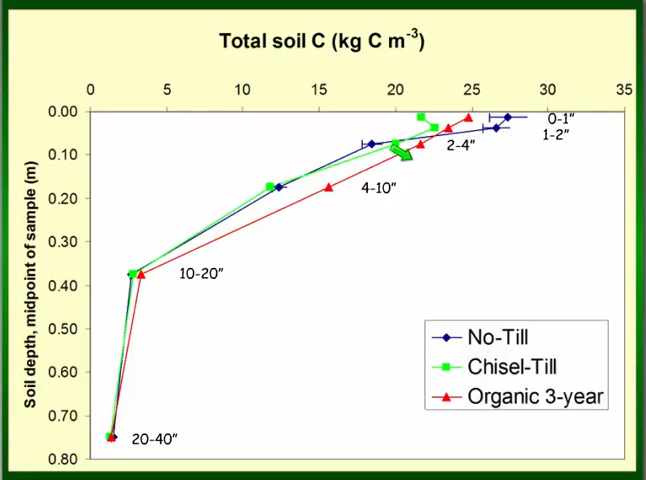 Total soil C (kg C m-3)
0 5 10 15 20 25 30 35
0.00
0-1"
1-2"
2-4"
0.10
4-10"
0.20
0.30
10-20"
0.40
0.50
0.60
0.70
20-40"
0.80
Soil depth, midpoint of sample (m)
No-Till
Chisel-Till
Organic 3-year